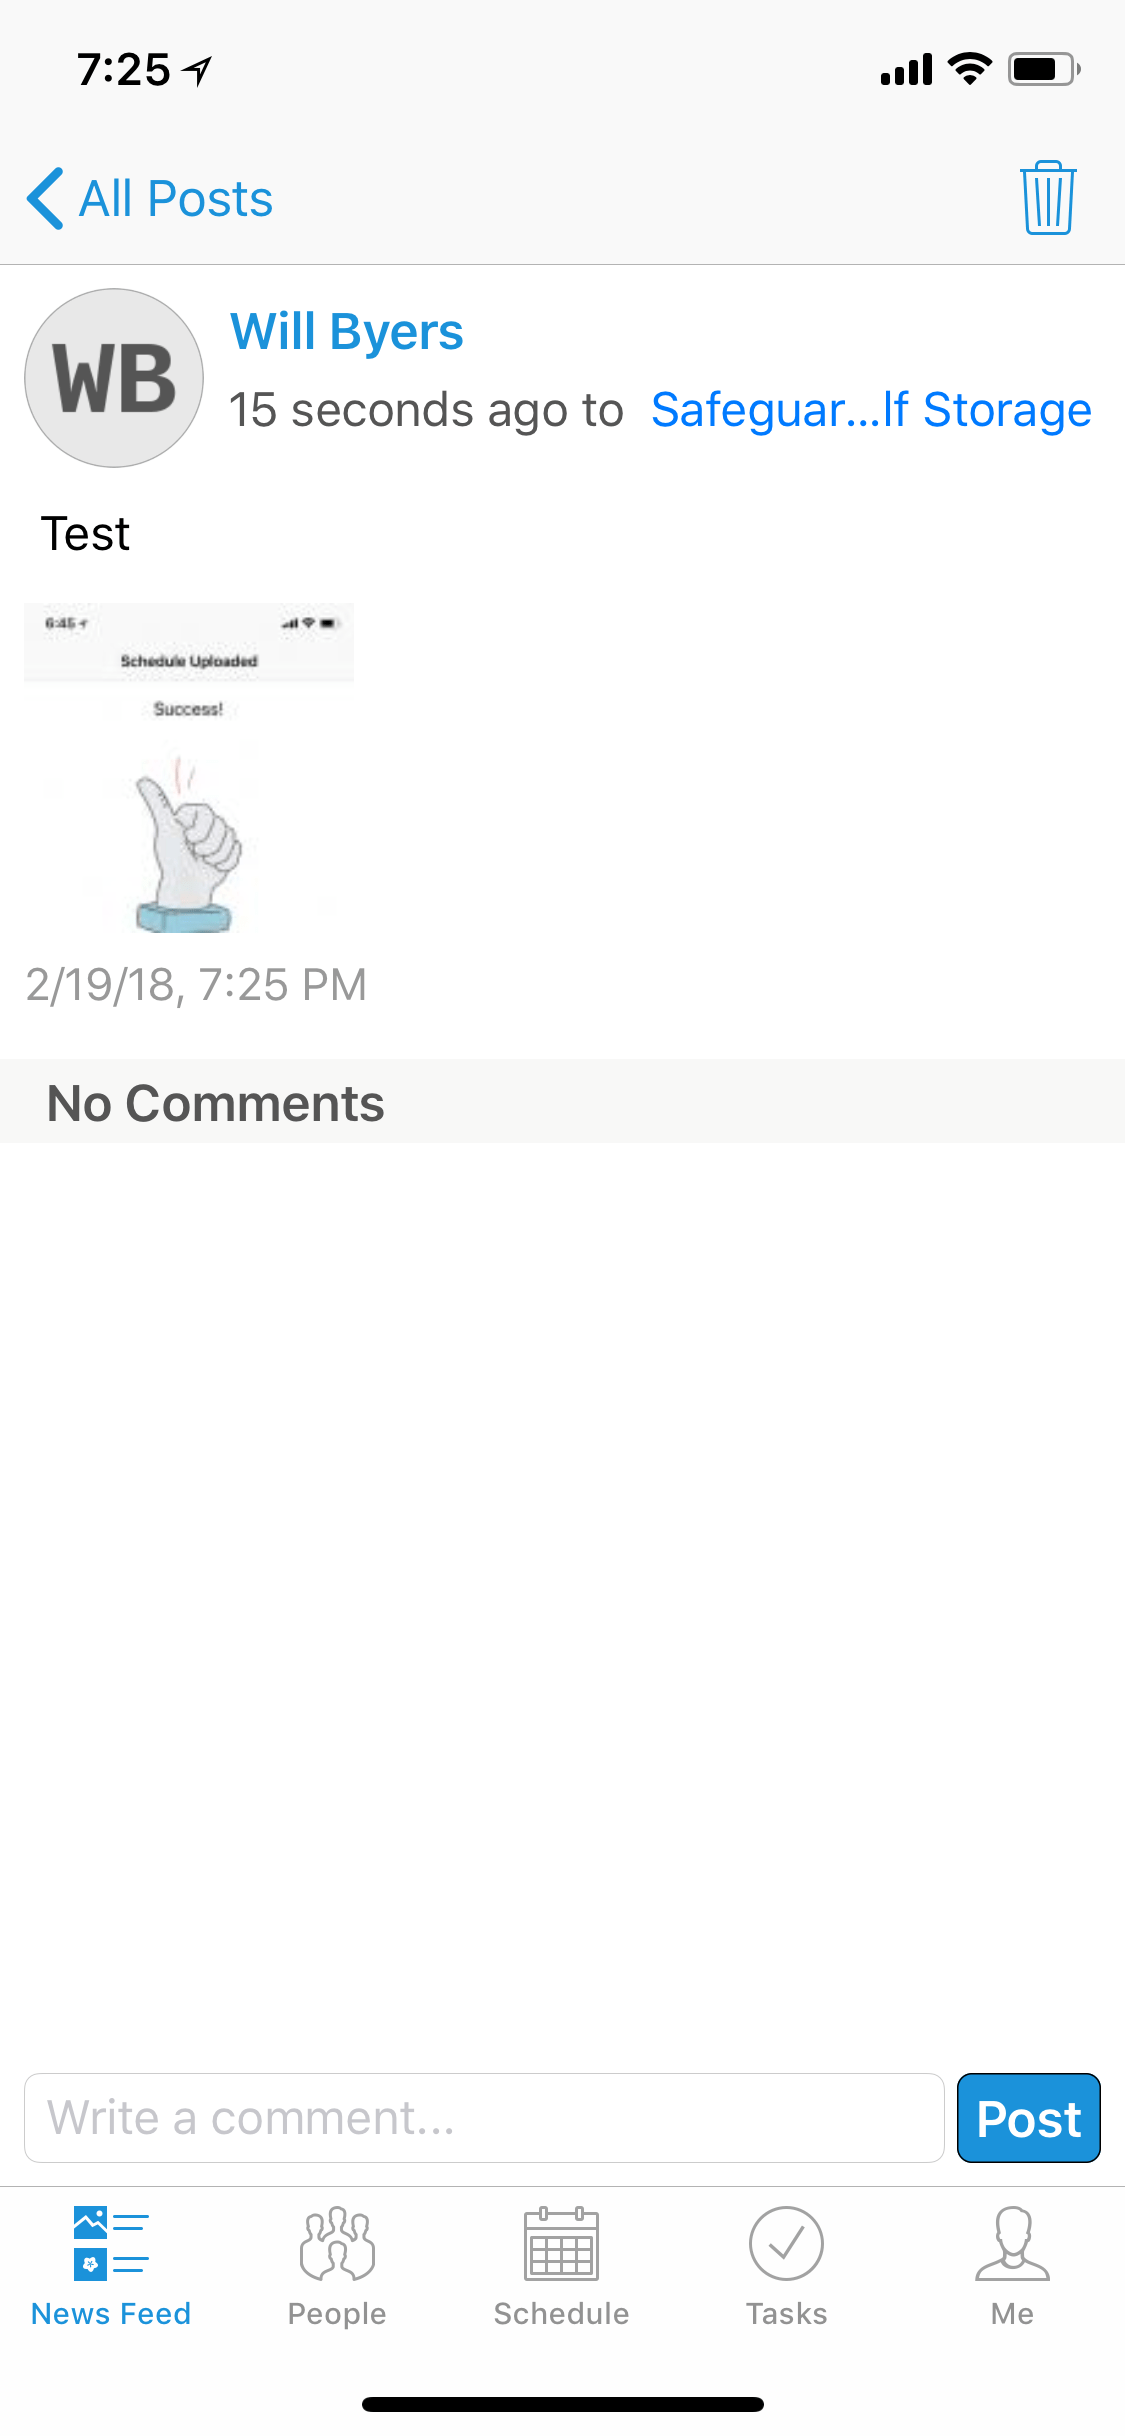 7:25
All Posts
WB
Will Byers
15 seconds ago to Safeguar...lf Storage
Test
6:45
Schedule Uploaded
Success!
2/19/18, 7:25 PM
No Comments
Write a comment...
Post
News Feed
People
Schedule
Tasks
Me